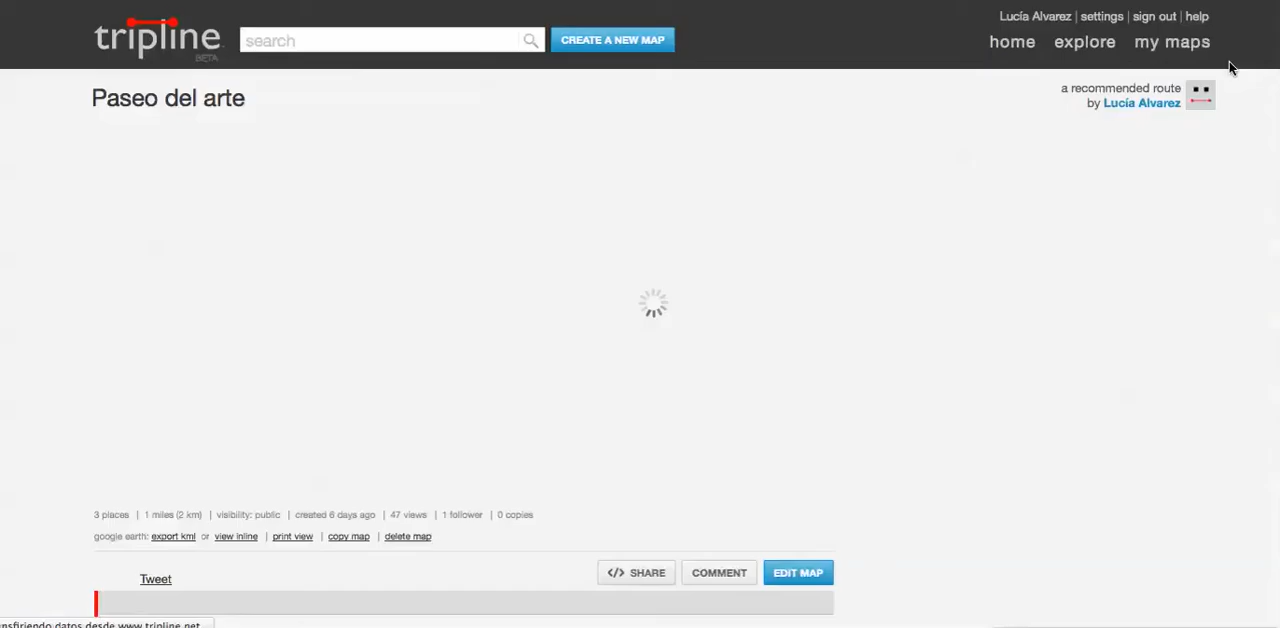 Lucía Alvarez | settings | sign out | help
tripline
BETA
search
CREATE A NEW MAP
home explore my maps
Paseo del arte
a recommended route
by Lucía Alvarez
3 places | 1 miles (2 km) | visibility: public | created 6 days ago | 47 views | 1 follower | 0 copies
google earth: export kml or view inline | print view | copy map | delete map
Tweet
</> SHARE
COMMENT
EDIT MAP
nsfiriendo datos desde www.tripline.net